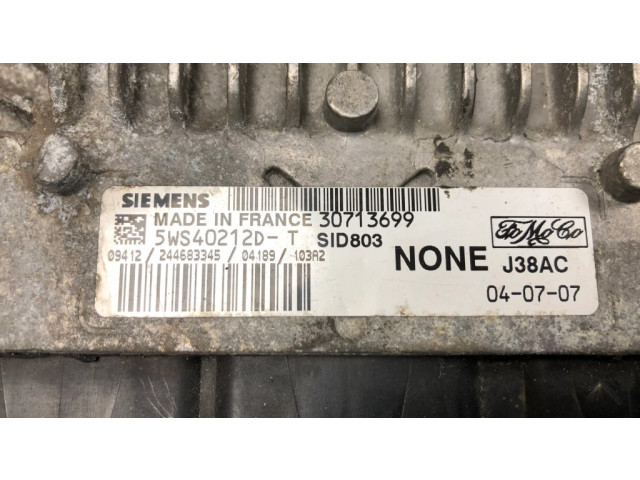 SIEMENS
MADE IN FRANCE 30713699
5WS40212D-T SID803
09412/244683345/04189/103A2
FoMoCo
NONE J38AC
04-07-07